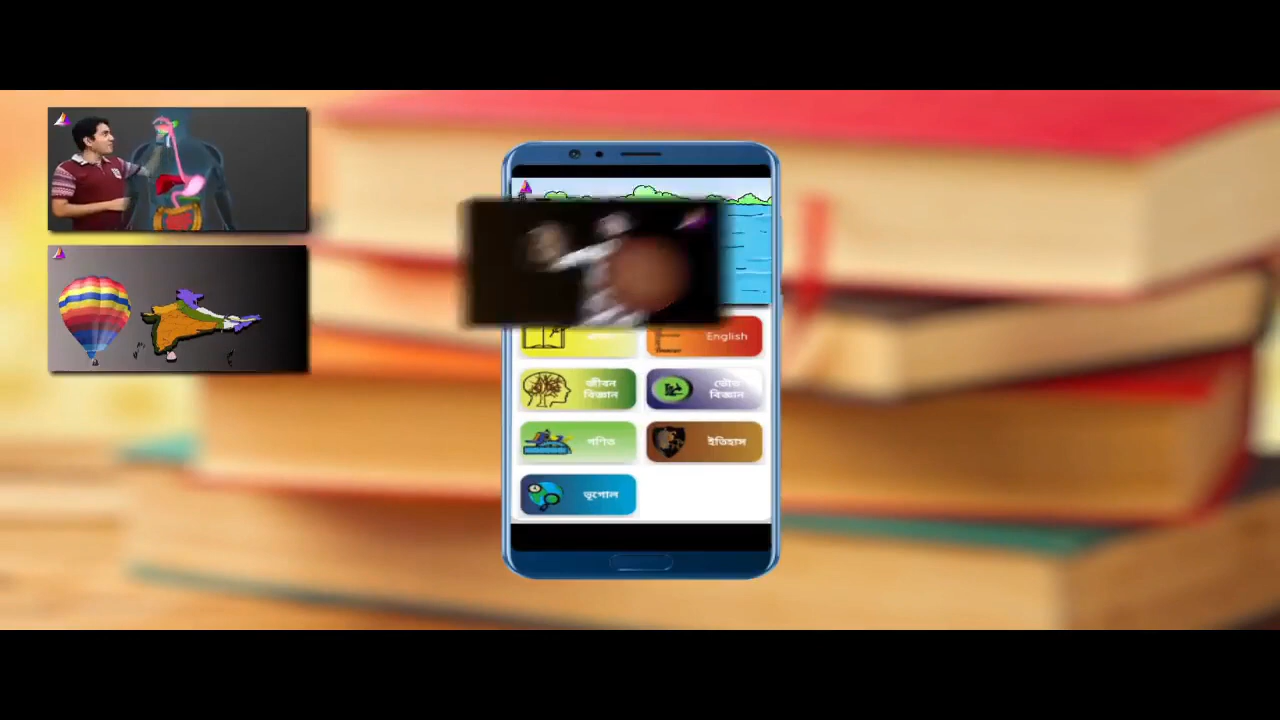 English
জীবন
বিজ্ঞান
ভৌত
বিজ্ঞান
গণিত
ইতিহাস
ভূগোল